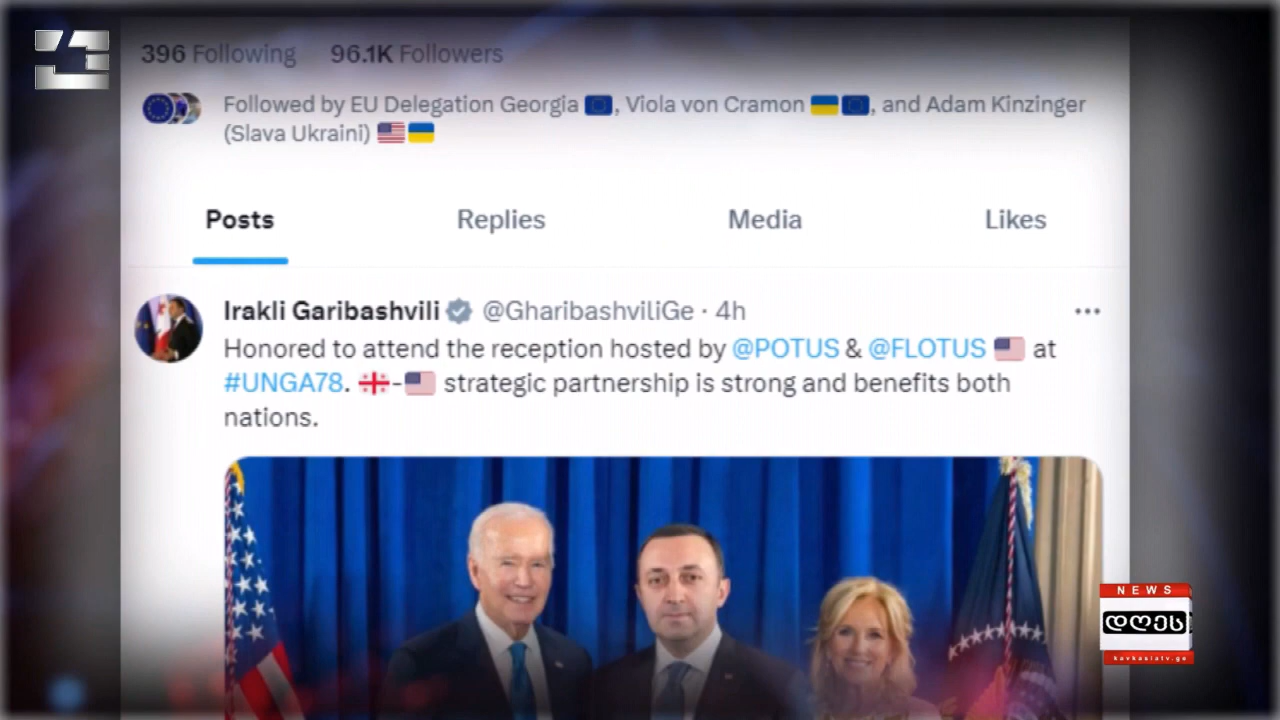 396 Following 96.1K Followers
Followed by EU Delegation Georgia 🇪🇺, Viola von Cramon 🇺🇦🇪🇺, and Adam Kinzinger
(Slava Ukraini) 🇺🇸🇺🇦
Posts Replies Media Likes
Irakli Garibashvili @GharibashviliGe · 4h
Honored to attend the reception hosted by @POTUS & @FLOTUS 🇺🇸 at
#UNGA78. 🇬🇪-🇺🇸 strategic partnership is strong and benefits both
nations.
NEWS
დღეს
kavkasiatv.ge